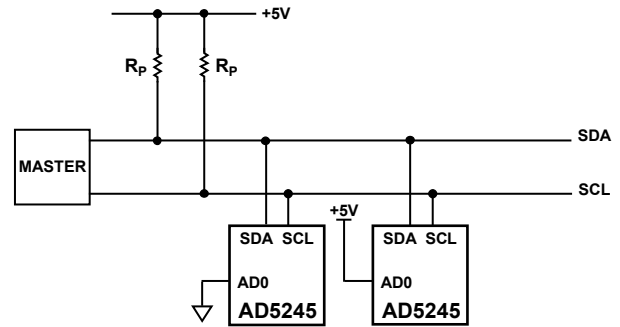 +5V
RP RP
SDA
MASTER
SCL
+5V
SDA SCL
SDA SCL
AD0
AD0
AD5245
AD5245